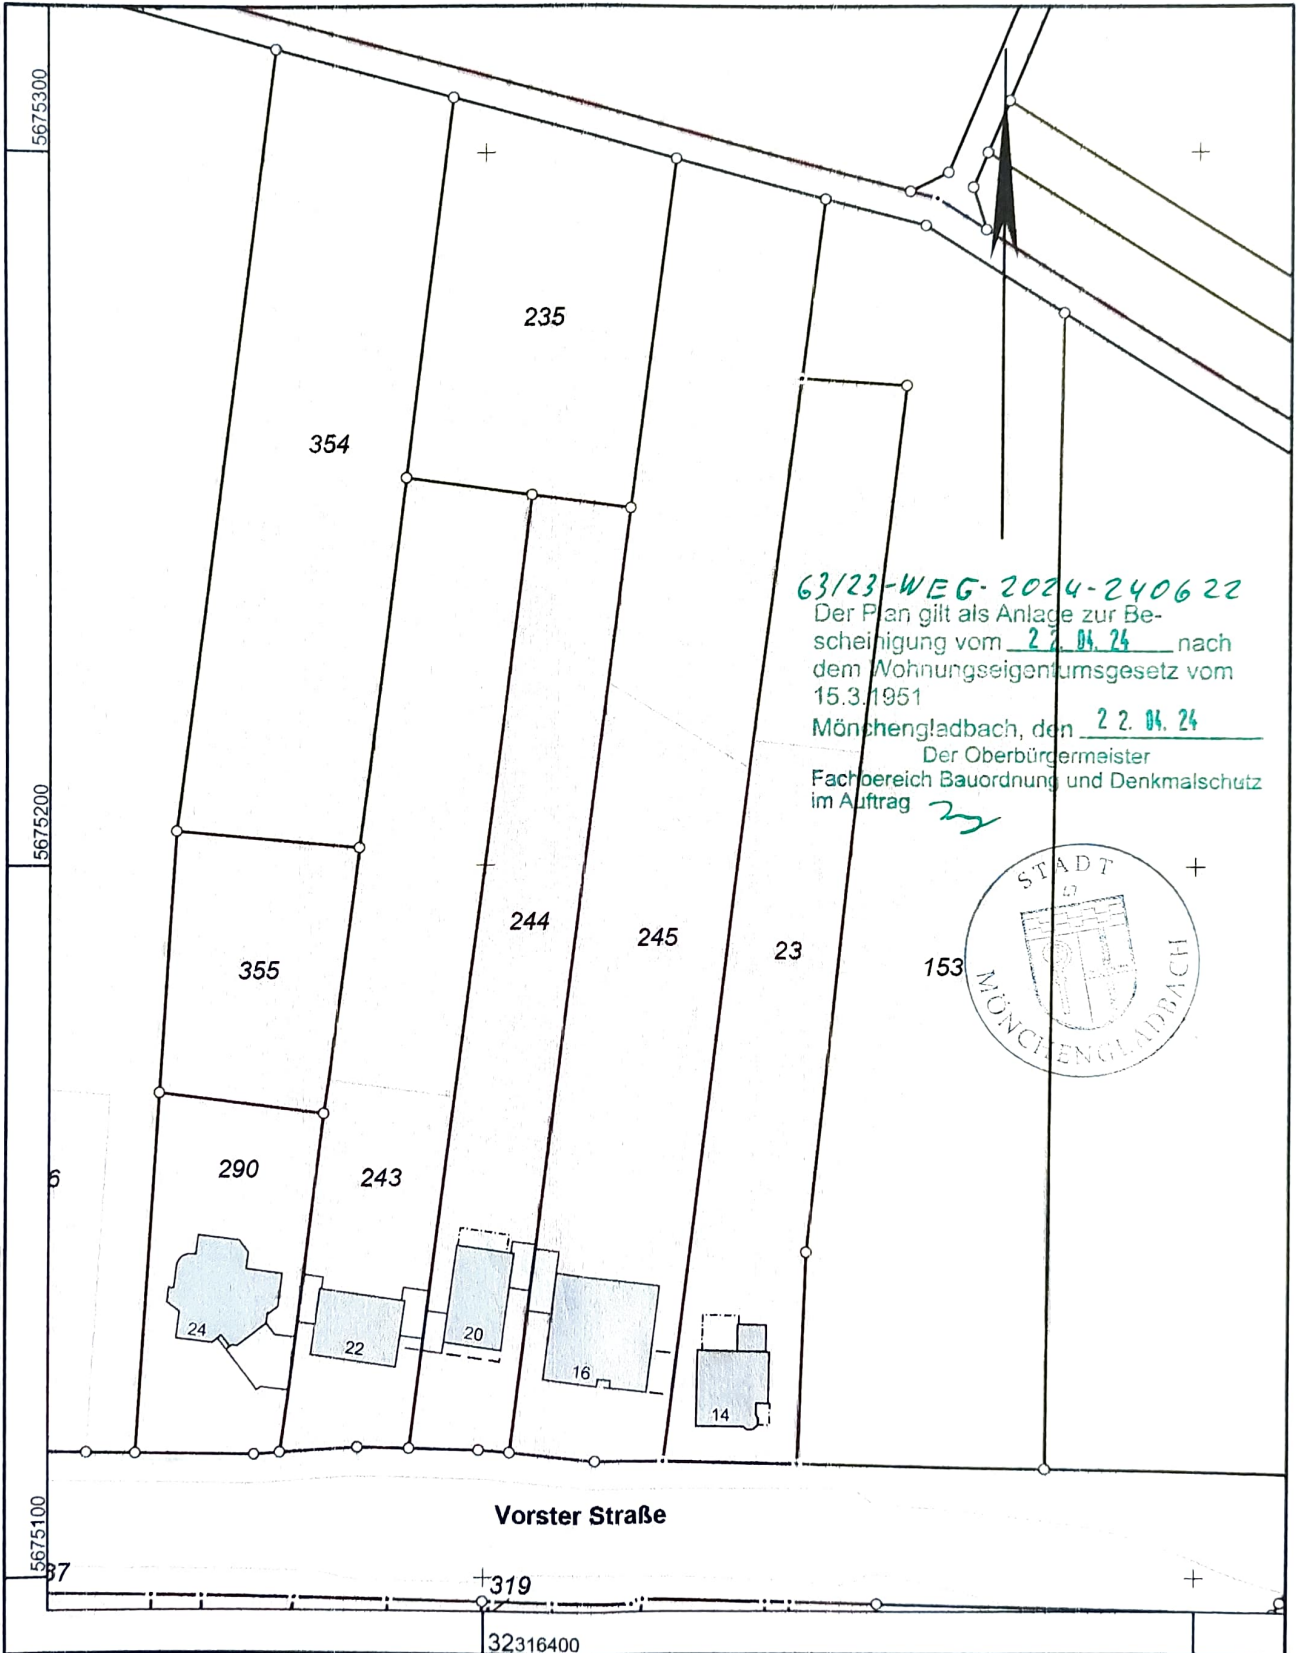 5675300
235
354
63/23-WEG-2024-240622
Der Plan gilt als Anlage zur Be-
scheinigung vom 22. 04. 24 nach
dem Wohnungseigentumsgesetz vom
15.3.1951
Mönchengladbach, den 22. 04. 24
Der Oberbürgermeister
Fachbereich Bauordnung und Denkmalschutz
im Auftrag
5675200
STADT
MÖNCHENGLADBACH
244
245
23
153
355
290
243
6
24
22
20
16
14
Vorster Straße
5675100
37
319
32316400